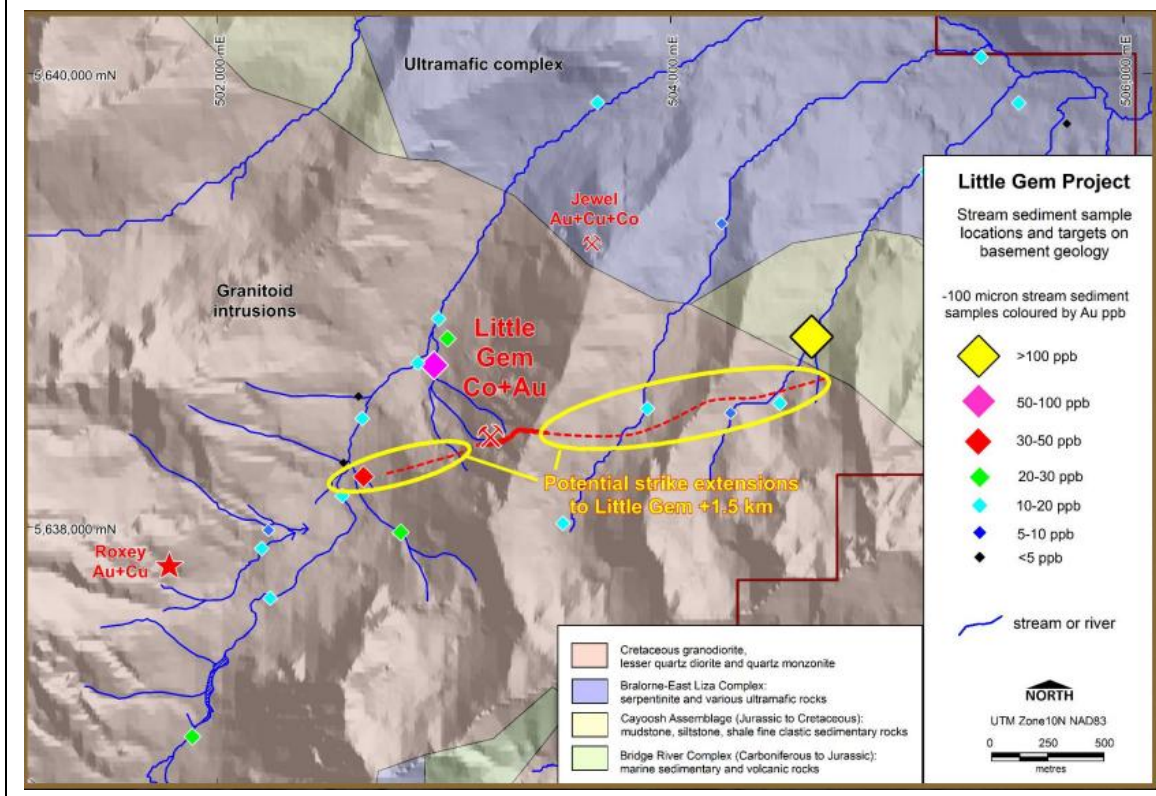 502,000 mE
504,000 mE
506,000 mE
5,640,000 mN
Ultramafic complex
Jewel
Au+Cu+Co
Granitoid
intrusions
Little
Gem
Co+Au
Potential strike extensions
to Little Gem +1.5 km
5,638,000 mN
Roxey
Au+Cu
Little Gem Project
Stream sediment sample
locations and targets on
basement geology
-100 micron stream sediment
samples coloured by Au ppb
>100 ppb
50-100 ppb
30-50 ppb
20-30 ppb
10-20 ppb
5-10 ppb
<5 ppb
stream or river
NORTH
UTM Zone10N NAD83
0 250 500
metres
Cretaceous granodiorite,
lesser quartz diorite and quartz monzonite
Bralorne-East Liza Complex:
serpentinite and various ultramafic rocks
Cayoosh Assemblage (Jurassic to Cretaceous):
mudstone, siltstone, shale fine clastic sedimentary rocks
Bridge River Complex (Carboniferous to Jurassic):
marine sedimentary and volcanic rocks